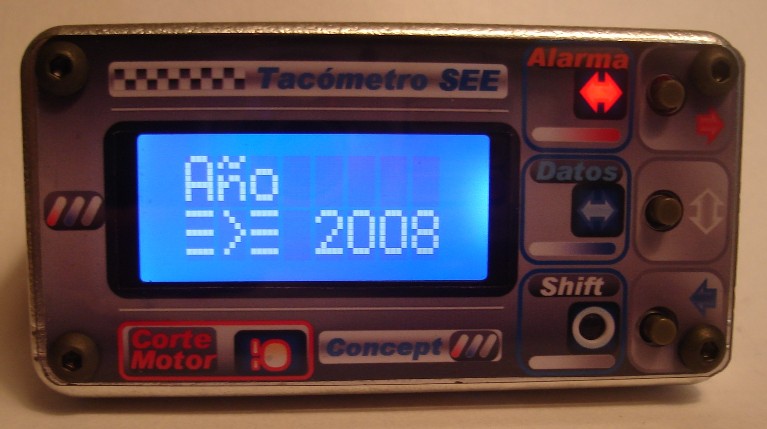 Tacómetro SEE
Alarma
Año
≡>≡ 2008
Datos
Shift
Corte
Motor
Concept